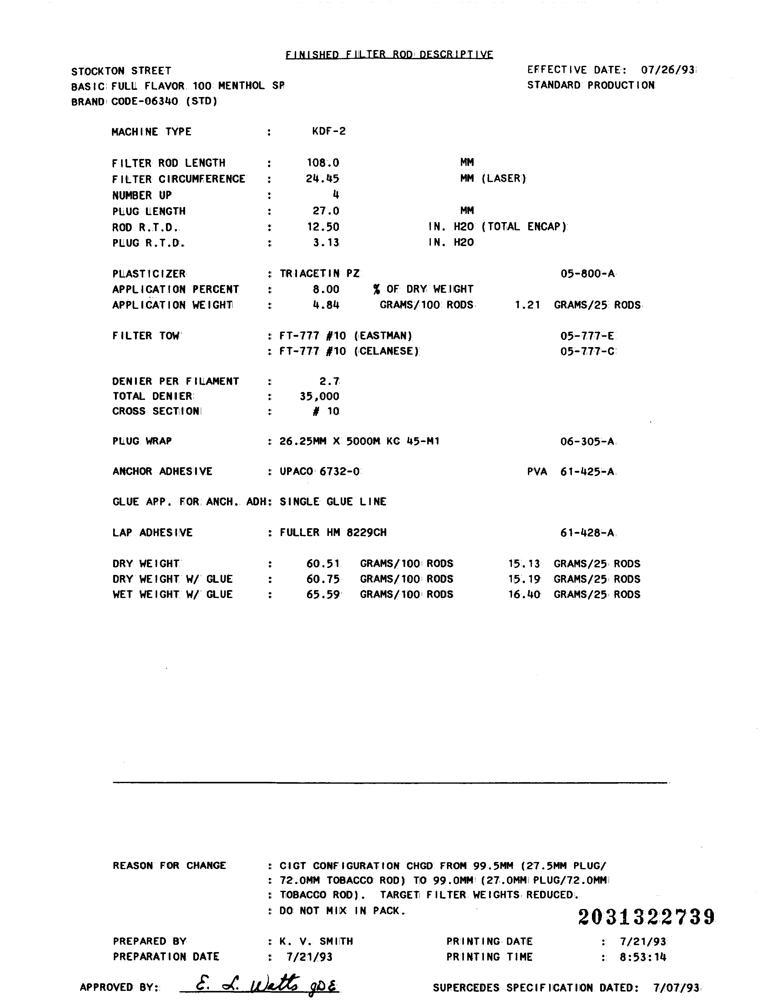 FINISHED FILTER ROD DESCRIPTIVE
STOCKTON STREET EFFECTIVE DATE: 07/26/93
BASIC FULL FLAVOR 100 MENTHOL SP STANDARD PRODUCTION
BRAND CODE-06340 (STD)
MACHINE TYPE : KDF-2
FILTER ROD LENGTH : 108.0 MM
FILTER CIRCUMFERENCE : 24.45 MM (LASER)
NUMBER UP : 4
PLUG LENGTH : 27.0 MM
ROD R.T.D. : 12.50 IN. H2O (TOTAL ENCAP)
PLUG R.T.D. : 3.13 IN. H2O
PLASTICIZER : TRIACETIN PZ 05-800-A
APPLICATION PERCENT : 8.00 % OF DRY WEIGHT
APPLICATION WEIGHT : 4.84 GRAMS/100 RODS 1.21 GRAMS/25 RODS
FILTER TOW : FT-777 #10 (EASTMAN) 05-777-E
: FT-777 #10 (CELANESE) 05-777-C
DENIER PER FILAMENT : 2.7
TOTAL DENIER : 35,000
CROSS SECTION : # 10
PLUG WRAP : 26.25MM X 5000M KC 45-M1 06-305-A
ANCHOR ADHESIVE : UPACO 6732-0 PVA 61-425-A
GLUE APP. FOR ANCH. ADH: SINGLE GLUE LINE
LAP ADHESIVE : FULLER HM 8229CH 61-428-A
DRY WEIGHT : 60.51 GRAMS/100 RODS 15.13 GRAMS/25 RODS
DRY WEIGHT W/ GLUE : 60.75 GRAMS/100 RODS 15.19 GRAMS/25 RODS
WET WEIGHT W/ GLUE : 65.59 GRAMS/100 RODS 16.40 GRAMS/25 RODS
REASON FOR CHANGE : CIGT CONFIGURATION CHGD FROM 99.5MM (27.5MM PLUG/
: 72.0MM TOBACCO ROD) TO 99.0MM (27.0MM PLUG/72.0MM
: TOBACCO ROD). TARGET FILTER WEIGHTS REDUCED.
: DO NOT MIX IN PACK.
2031322739
PREPARED BY : K. V. SMITH PRINTING DATE : 7/21/93
PREPARATION DATE : 7/21/93 PRINTING TIME : 8:53:14
APPROVED BY: E. L. Watts SUPERCEDES SPECIFICATION DATED: 7/07/93